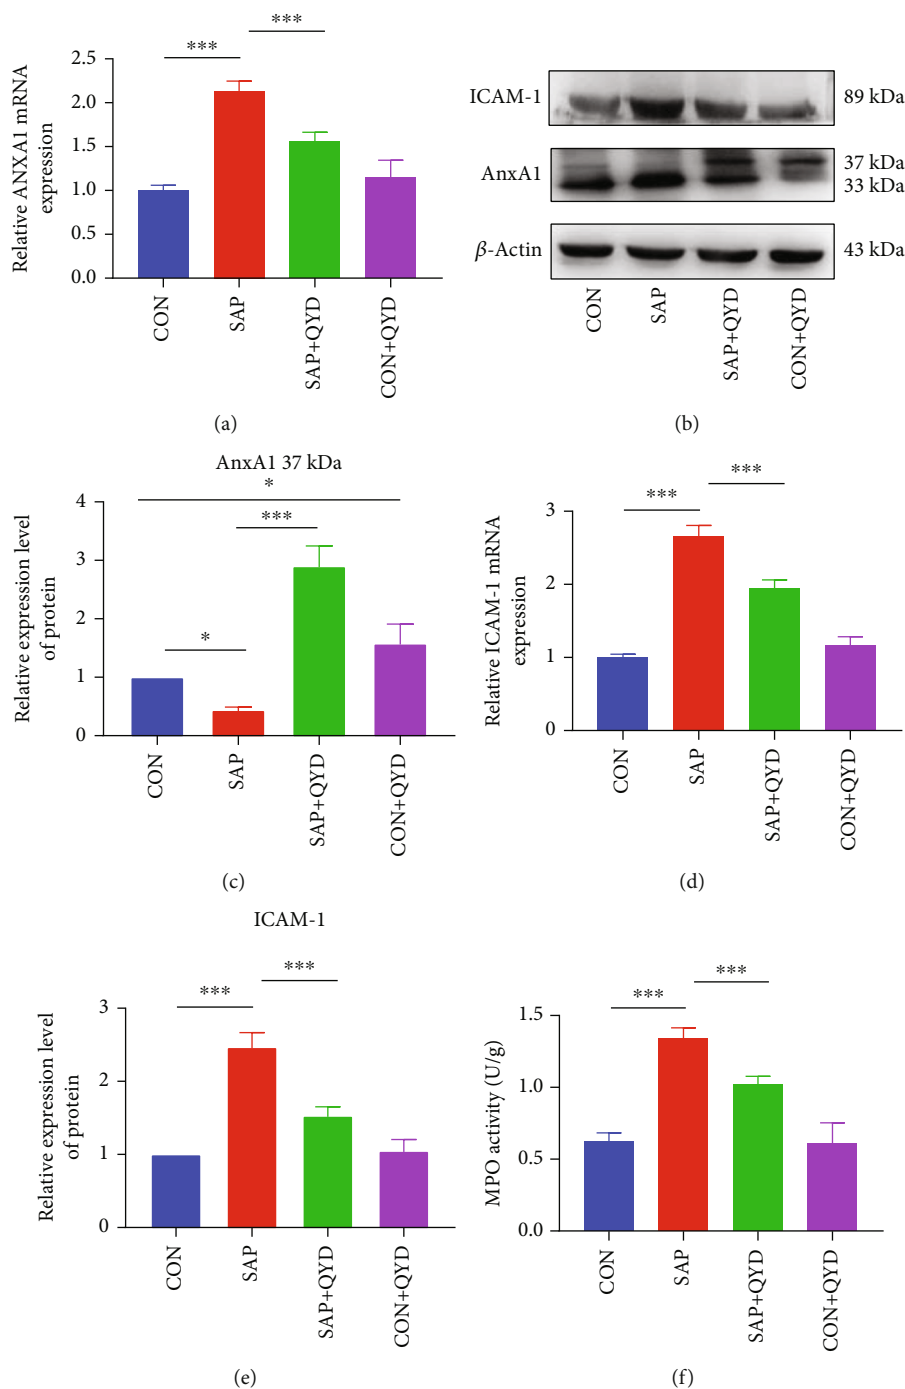 Relative ANXA1 mRNA
expression
2.5
2.0
1.5
1.0
0.5
0.0
***
***
CON
SAP
SAP+QYD
CON+QYD
(a)
ICAM-1
89 kDa
AnxA1
37 kDa
33 kDa
β-Actin
43 kDa
CON
SAP
SAP+QYD
CON+QYD
(b)
AnxA1 37 kDa
Relative expression level
of protein
4
3
2
1
0
*
***
*
CON
SAP
SAP+QYD
CON+QYD
(c)
Relative ICAM-1 mRNA
expression
3
2
1
0
***
***
CON
SAP
SAP+QYD
CON+QYD
(d)
ICAM-1
Relative expression level
of protein
3
2
1
0
***
***
CON
SAP
SAP+QYD
CON+QYD
(e)
MPO activity (U/g)
1.5
1.0
0.5
0.0
***
***
CON
SAP
SAP+QYD
CON+QYD
(f)